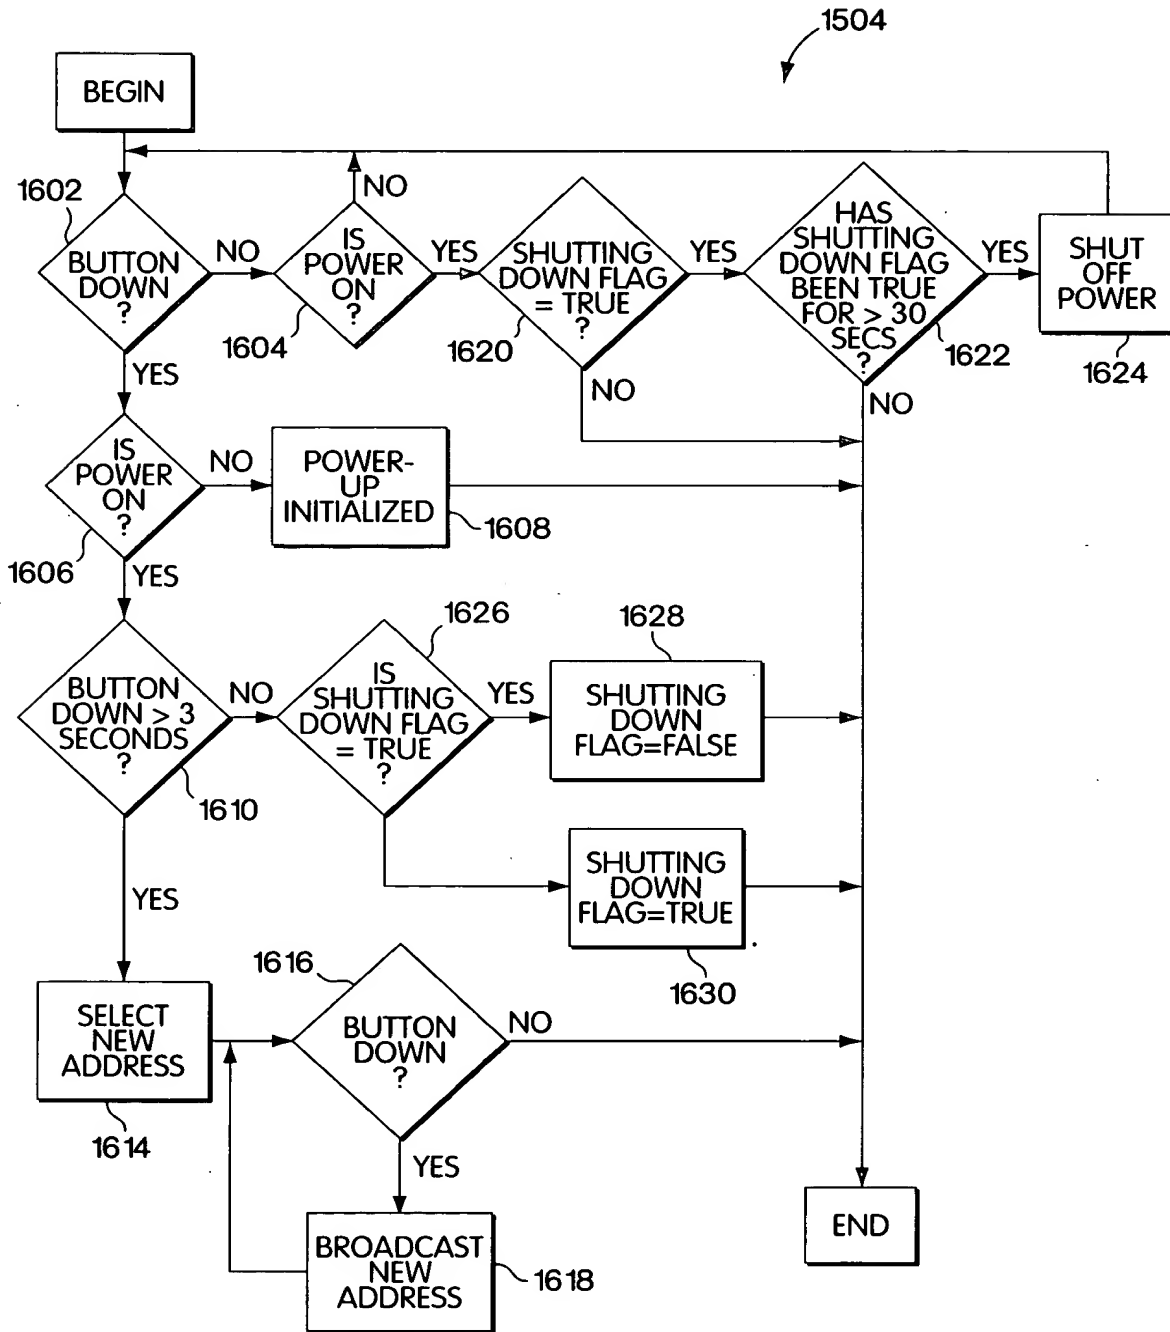 1504
BEGIN
1602
BUTTON
DOWN
?
NO
YES
IS
POWER
ON
?
1604
NO
YES
SHUTTING
DOWN FLAG
= TRUE
?
1620
YES
NO
HAS
SHUTTING
DOWN FLAG
BEEN TRUE
FOR > 30
SECS
?
1622
YES
NO
SHUT
OFF
POWER
1624
IS
POWER
ON
?
1606
NO
YES
POWER-
UP
INITIALIZED
1608
BUTTON
DOWN > 3
SECONDS
?
1610
NO
YES
1626
IS
SHUTTING
DOWN FLAG
= TRUE
?
YES
1628
SHUTTING
DOWN
FLAG=FALSE
SHUTTING
DOWN
FLAG=TRUE
1630
SELECT
NEW
ADDRESS
1614
1616
BUTTON
DOWN
?
NO
YES
BROADCAST
NEW
ADDRESS
1618
END